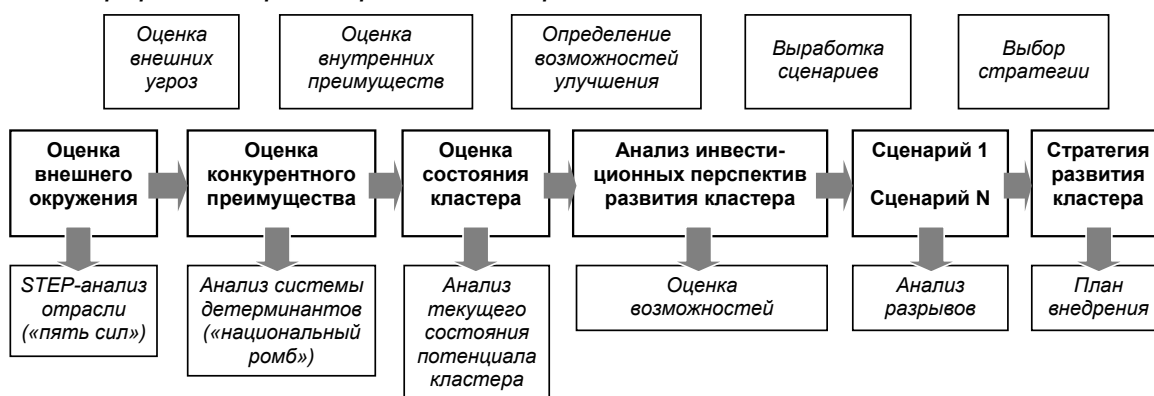 Оценка
внешних
угроз
Оценка
внутренних
преимуществ
Определение
возможностей
улучшения
Выработка
сценариев
Выбор
стратегии
Оценка
внешнего
окружения
Оценка
конкурентного
преимущества
Оценка
состояния
кластера
Анализ инвести-
ционных перспектив
развития кластера
Сценарий 1
Сценарий N
Стратегия
развития
кластера
STEP-анализ
отрасли
(«пять сил»)
Анализ системы
детерминантов
(«национальный
ромб»)
Анализ
текущего
состояния
потенциала
кластера
Оценка
возможностей
Анализ
разрывов
План
внедрения